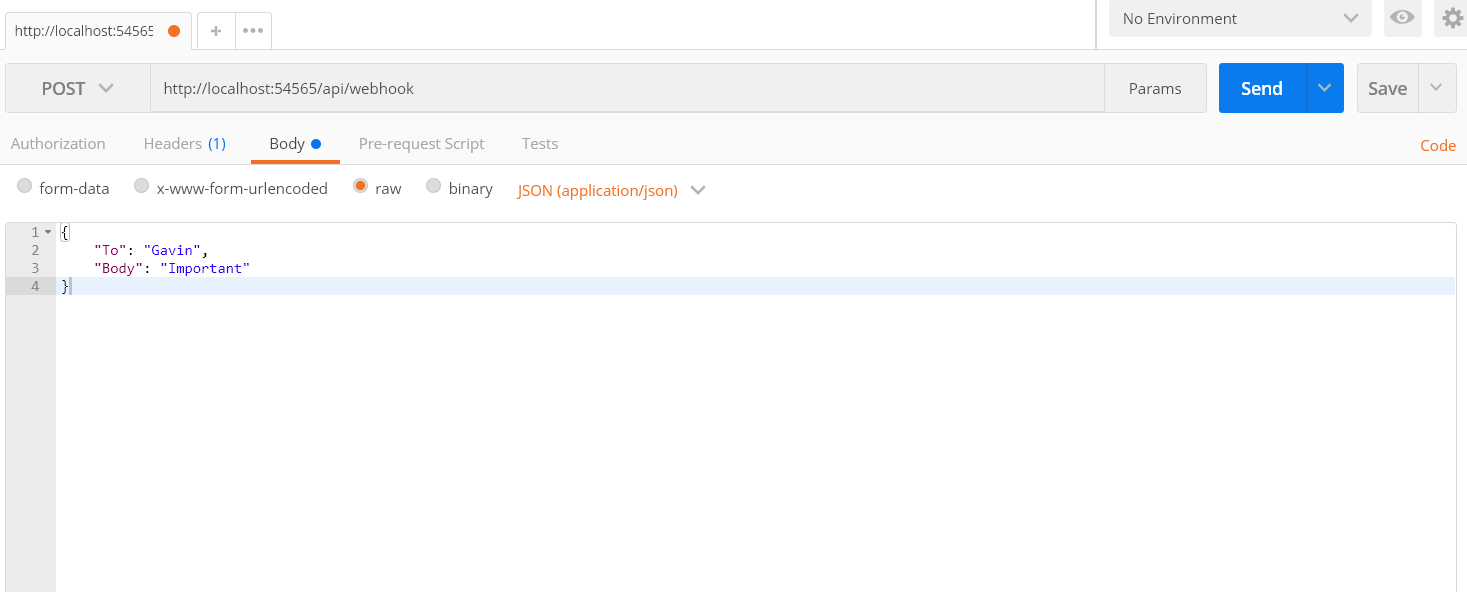 http://localhost:54565
No Environment
POST http://localhost:54565/api/webhook Params Send Save
Authorization Headers (1) Body Pre-request Script Tests Code
form-data x-www-form-urlencoded raw binary JSON (application/json)
1 {
2 "To": "Gavin",
3 "Body": "Important"
4 }